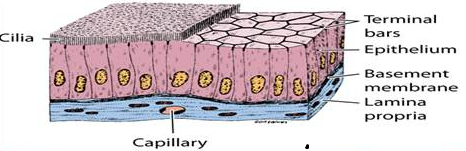 Cilia
Terminal
bars
Epithelium
Basement
membrane
Lamina
propria
Capillary